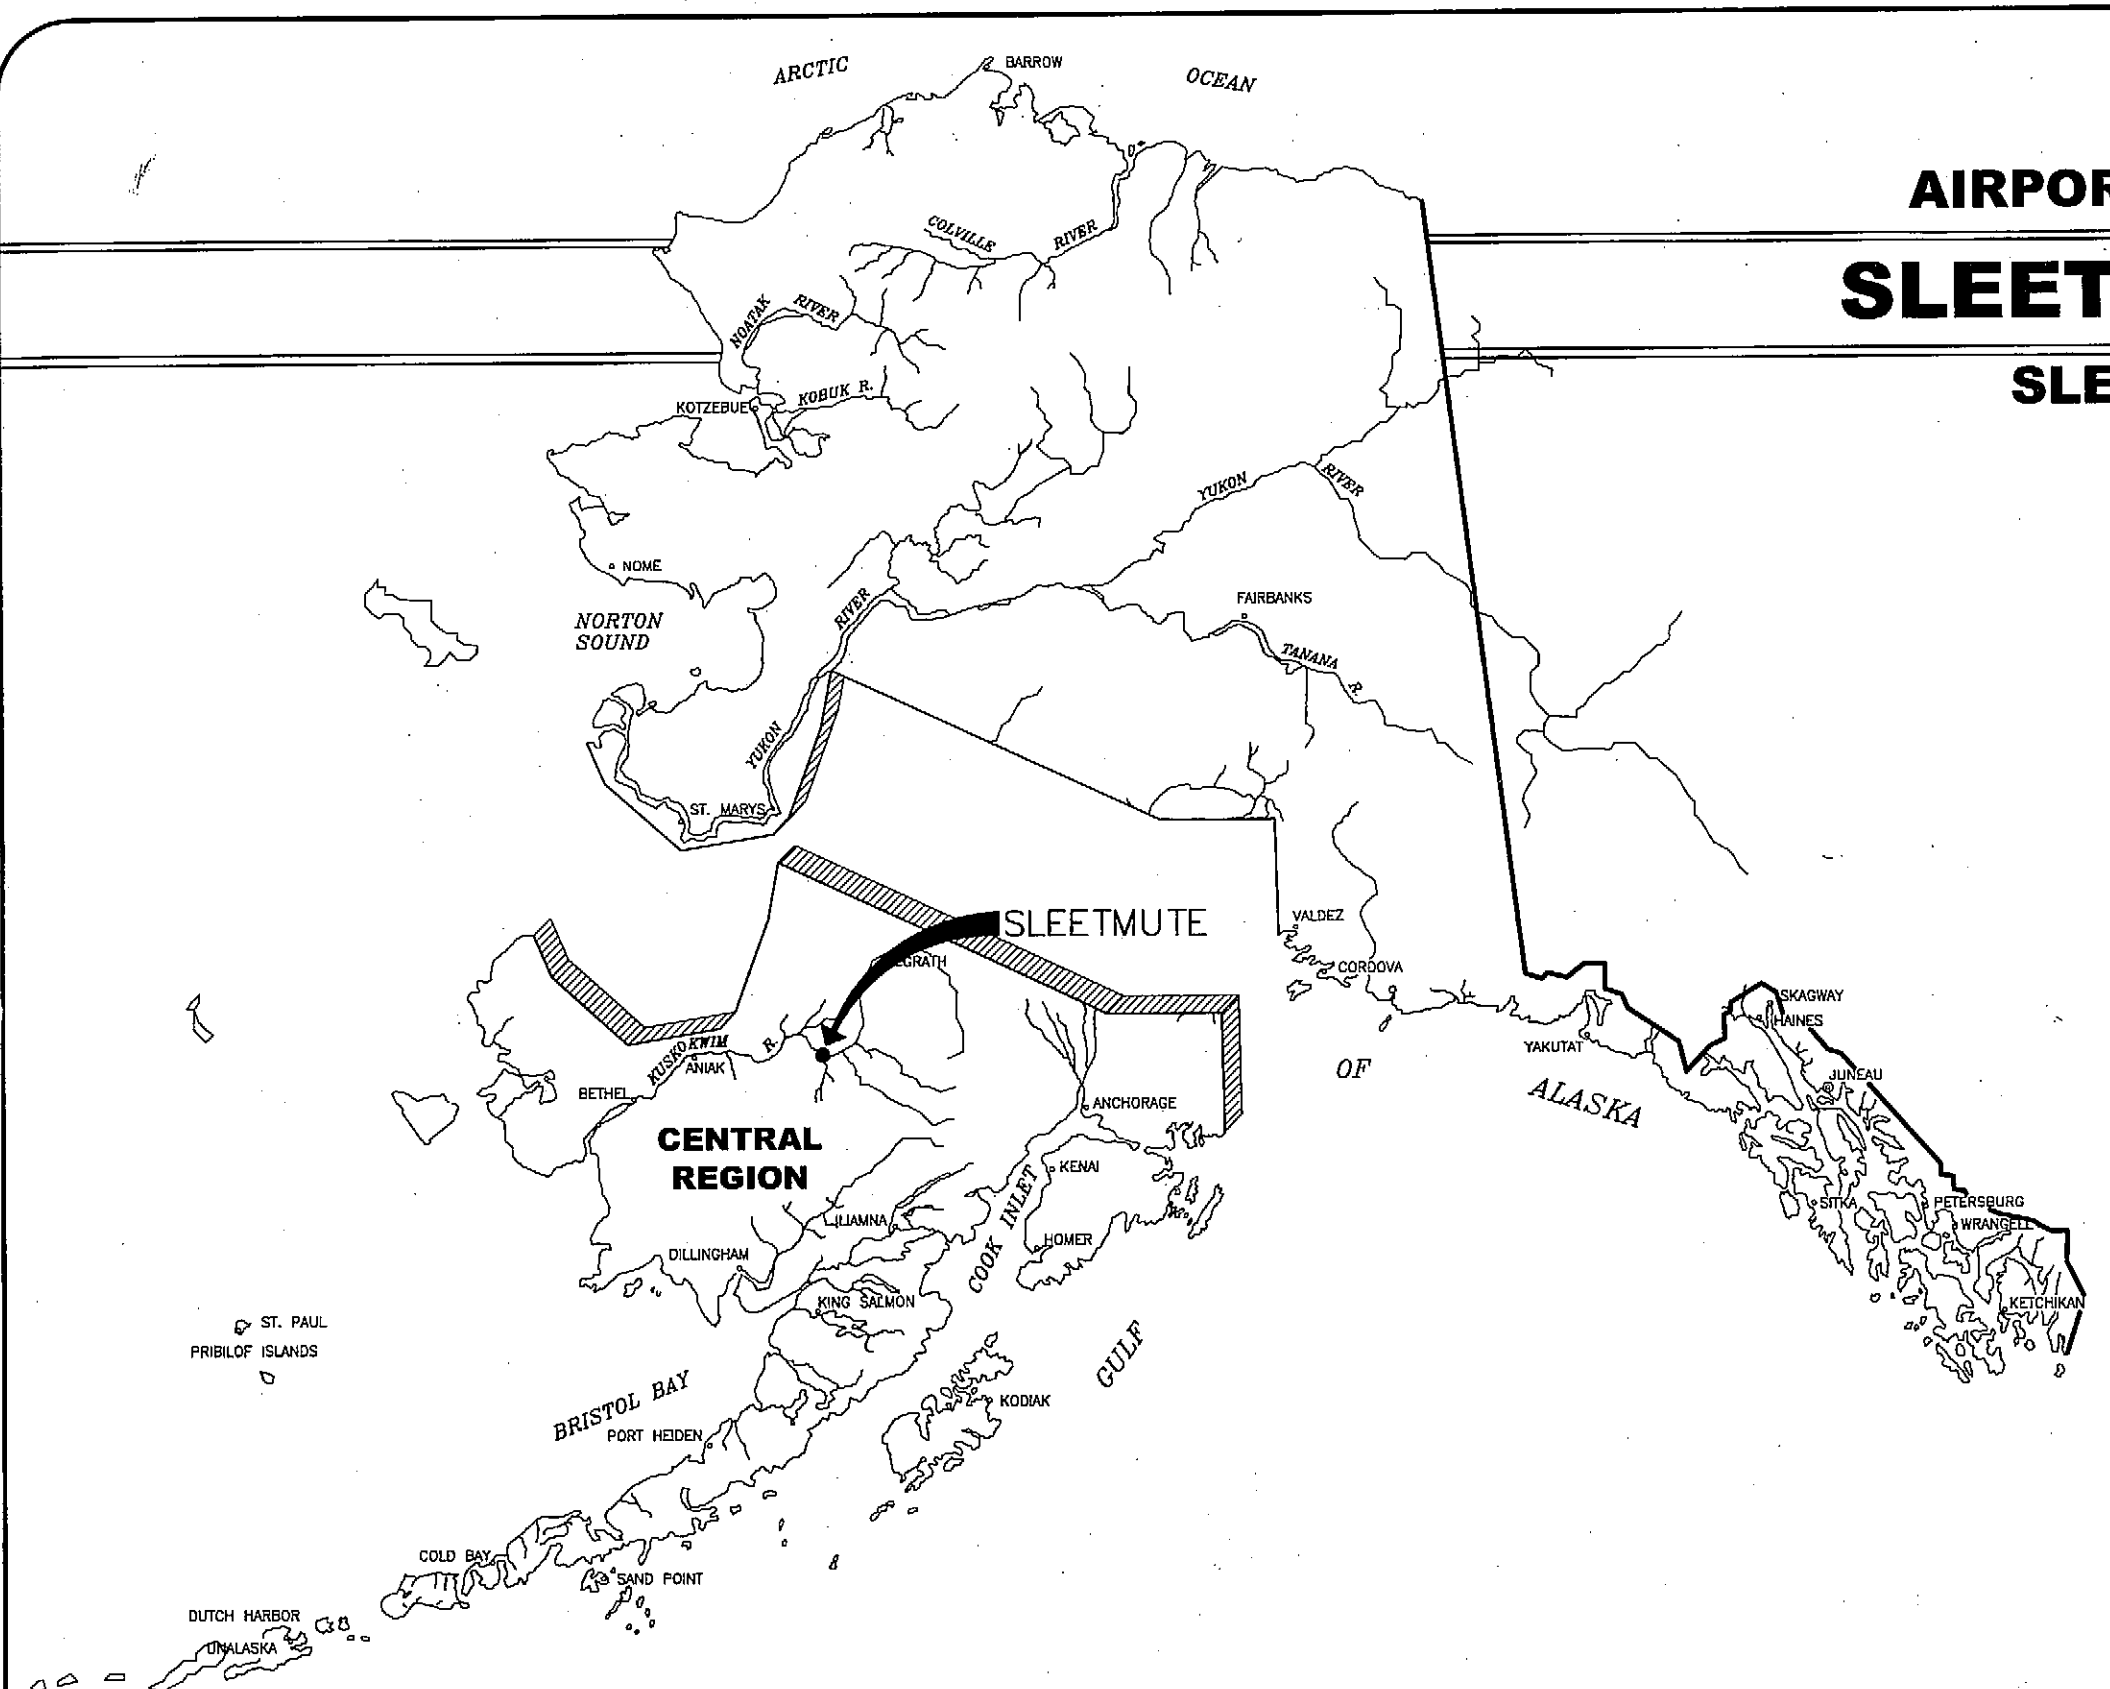 ARCTIC
BARROW
OCEAN
AIRPOR
COLVILLE
RIVER
SLEET
NOATAK
RIVER
KOTZEBUE
KOBUK R.
SLE
YUKON
RIVER
NOME
FAIRBANKS
NORTON
SOUND
RIVER
TANANA
R.
YUKON
ST. MARYS
SLEETMUTE
VALDEZ
EGRATH
CORDOVA
SKAGWAY
HAINES
YAKUTAT
KUSKOKWIM
R.
ANIAK
OF
JUNEAU
BETHEL
ALASKA
ANCHORAGE
CENTRAL
REGION
KENAI
SITKA
PETERSBURG
WRANGELL
ILIAMNA
COOK INLET
HOMER
DILLINGHAM
KING SALMON
KETCHIKAN
ST. PAUL
PRIBILOF ISLANDS
GULF
BRISTOL BAY
KODIAK
PORT HEIDEN
COLD BAY
SAND POINT
DUTCH HARBOR
UNALASKA